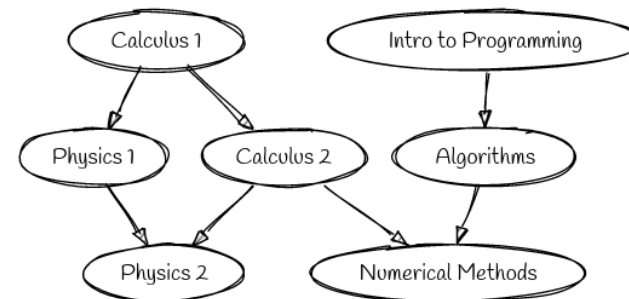 Calculus 1
Intro to Programming
Physics 1
Calculus 2
Algorithms
Physics 2
Numerical Methods